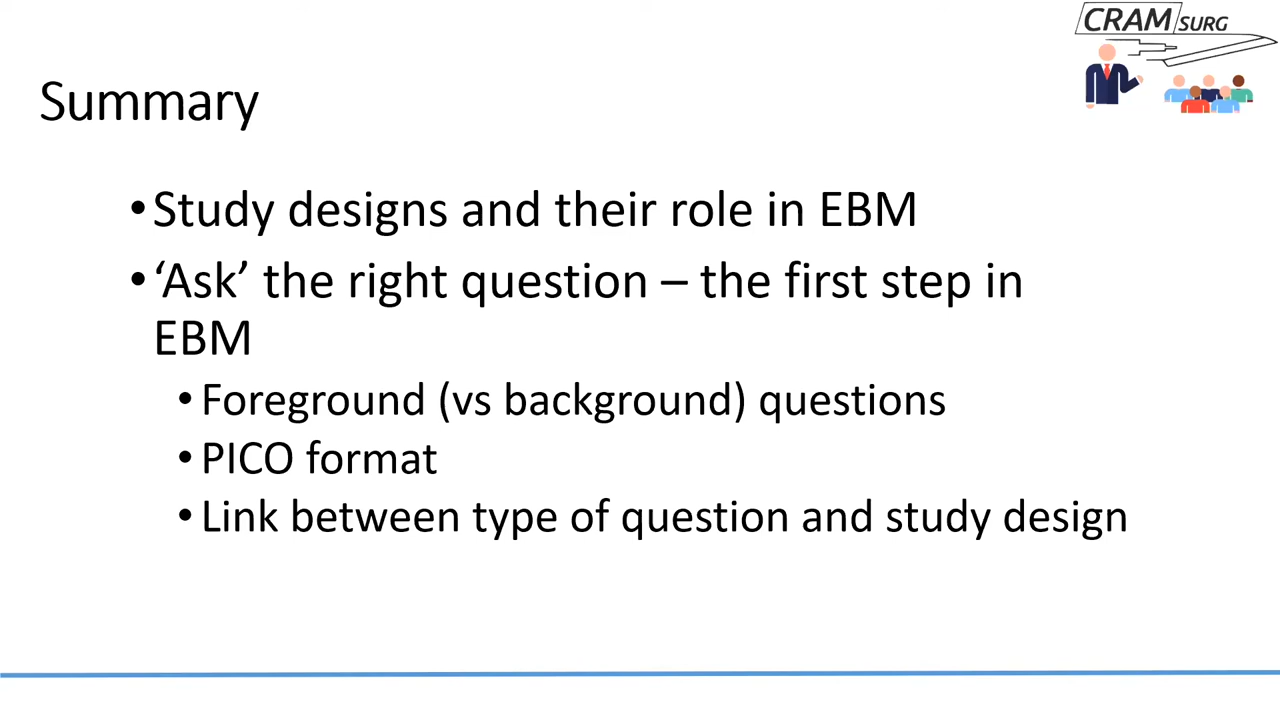 CRAM SURG
Summary
• Study designs and their role in EBM
• ‘Ask’ the right question – the first step in
EBM
• Foreground (vs background) questions
• PICO format
• Link between type of question and study design